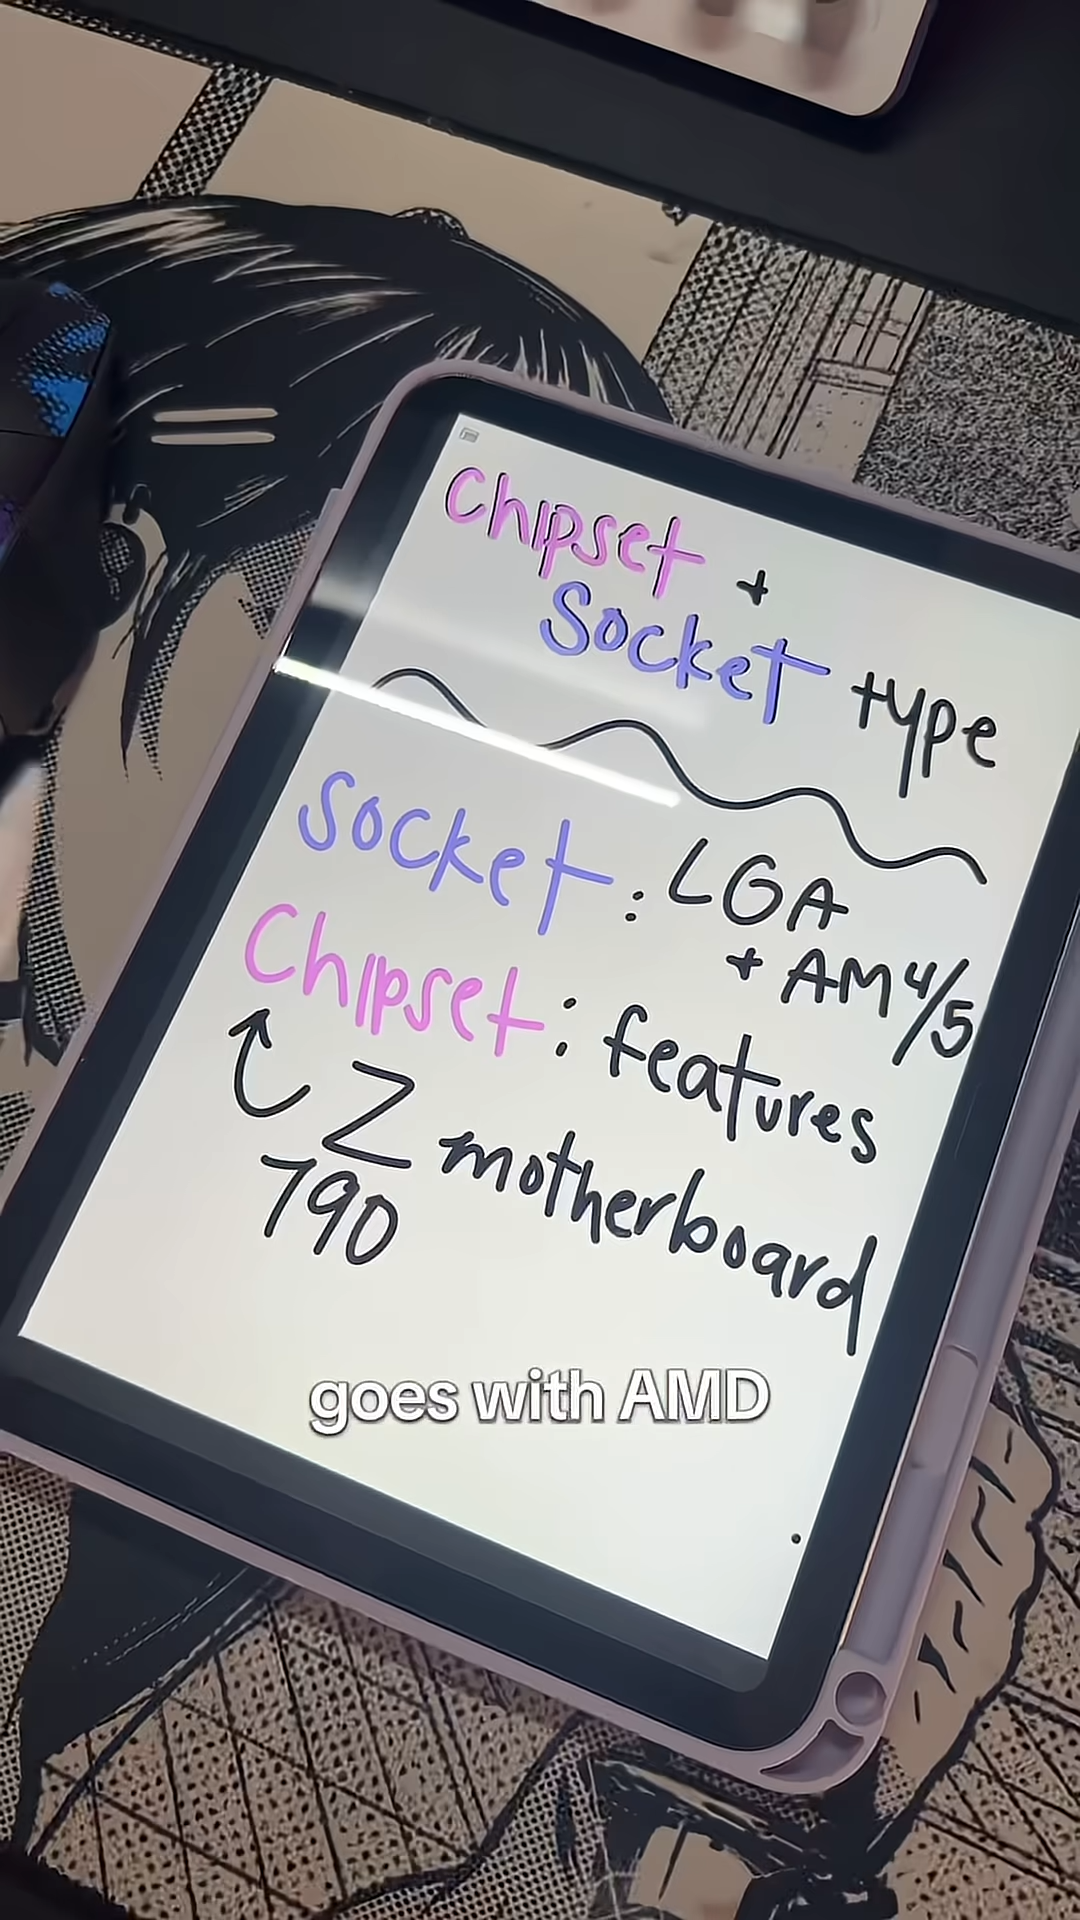 Chipset +
Socket type
Socket: LGA
+ AM4/5
Chipset: features
Z motherboard
790
goes with AMD